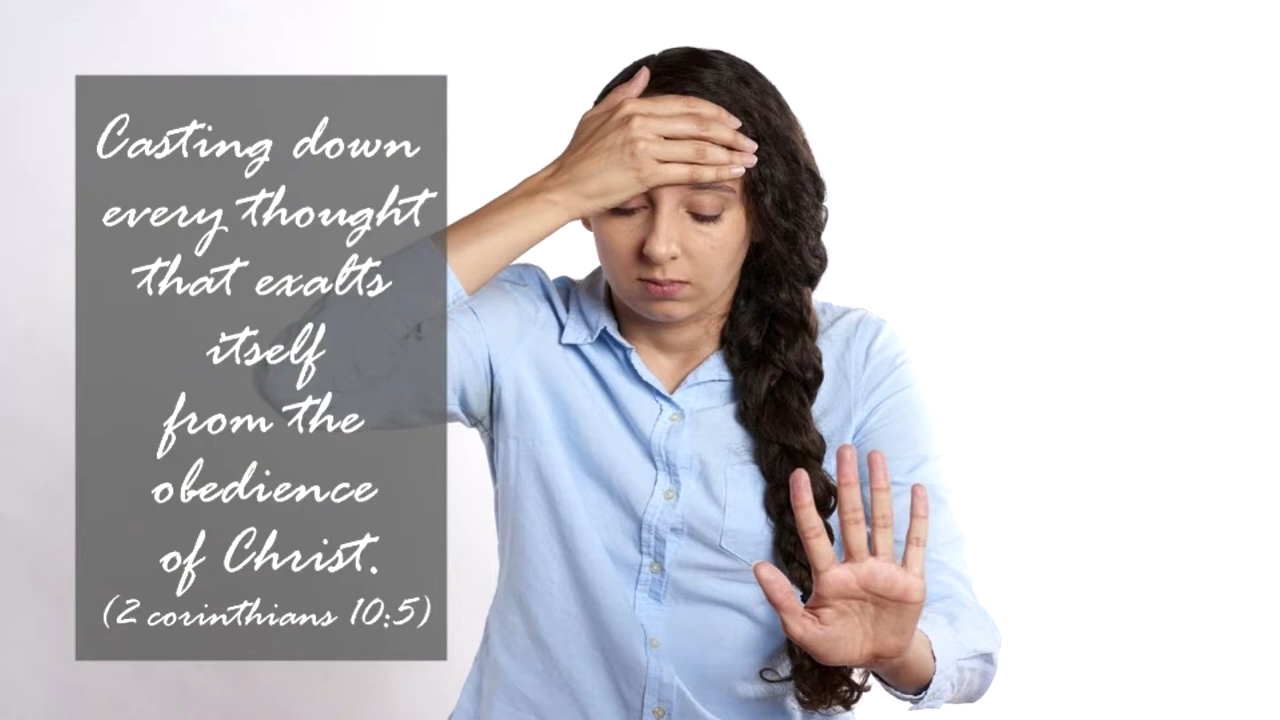 Casting down
every thought
that exalts
itself
from the
obedience
of Christ.
(2 corinthians 10:5)